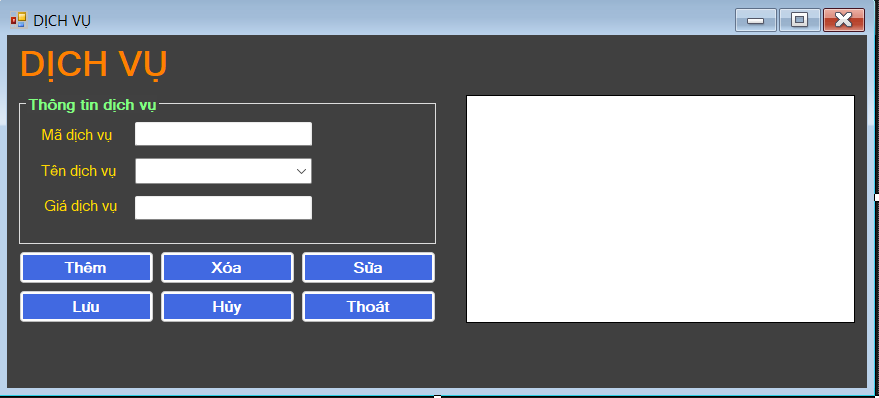 DỊCH VỤ
DỊCH VỤ
Thông tin dịch vụ
Mã dịch vụ
Tên dịch vụ
Giá dịch vụ
Thêm Xóa Sửa
Lưu Hủy Thoát